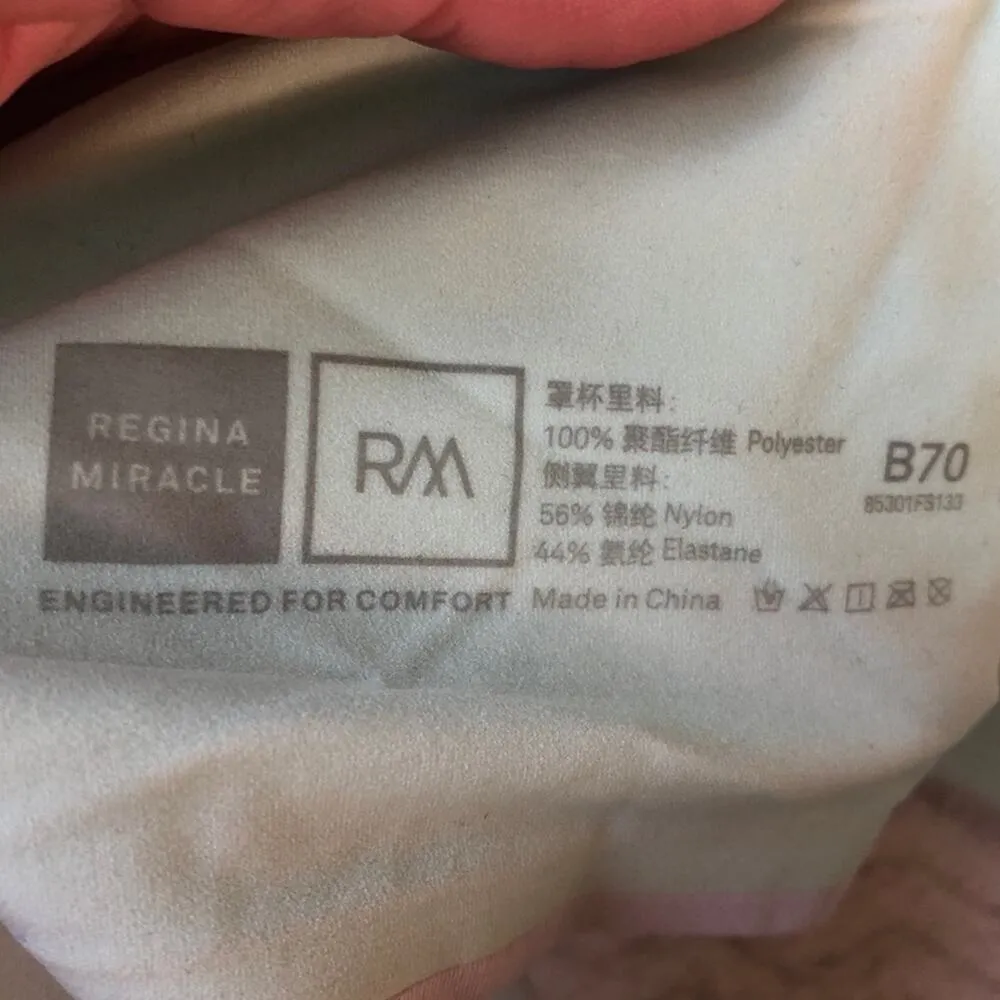 REGINA
MIRACLE
RM
ENGINEERED FOR COMFORT
罩杯里料:
100% 聚酯纤维 Polyester
侧翼里料:
56% 锦纶 Nylon
44% 氨纶 Elastane
Made in China
B70
85301FS133